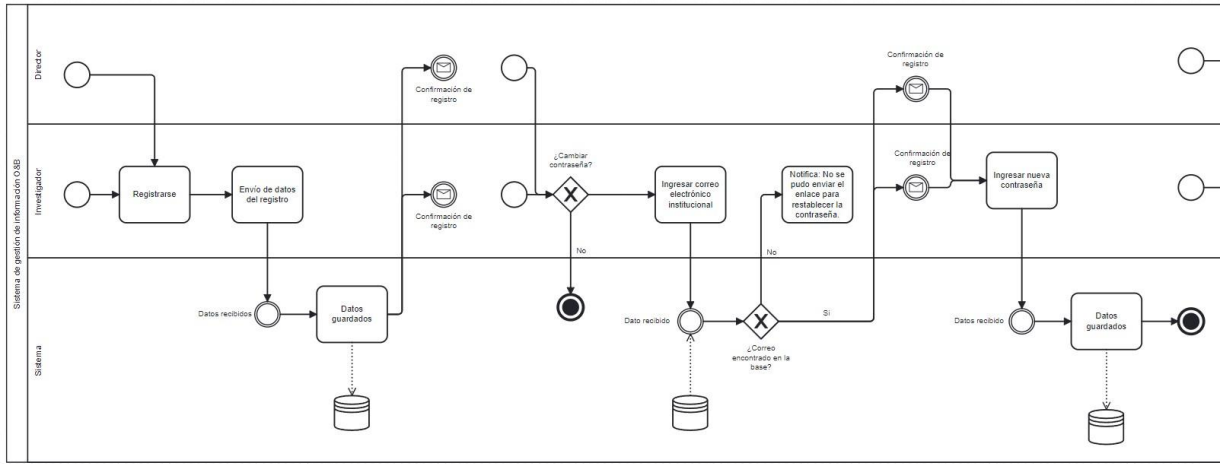 Sistema de gestión de información O&B
Director
Confirmación de
registro
Confirmación de
registro
Investigador
Registrarse
Envío de datos
del registro
Confirmación de
registro
¿Cambiar
contraseña?
No
Ingresar correo
electrónico
institucional
Notifica: No se
pudo enviar el
enlace para
restablecer la
contraseña.
No
Confirmación de
registro
Ingresar nueva
contraseña
Sistema
Datos recibidos
Datos
guardados
Dato recibido
¿Correo
encontrado en la
base?
Sí
Datos recibido
Datos
guardados